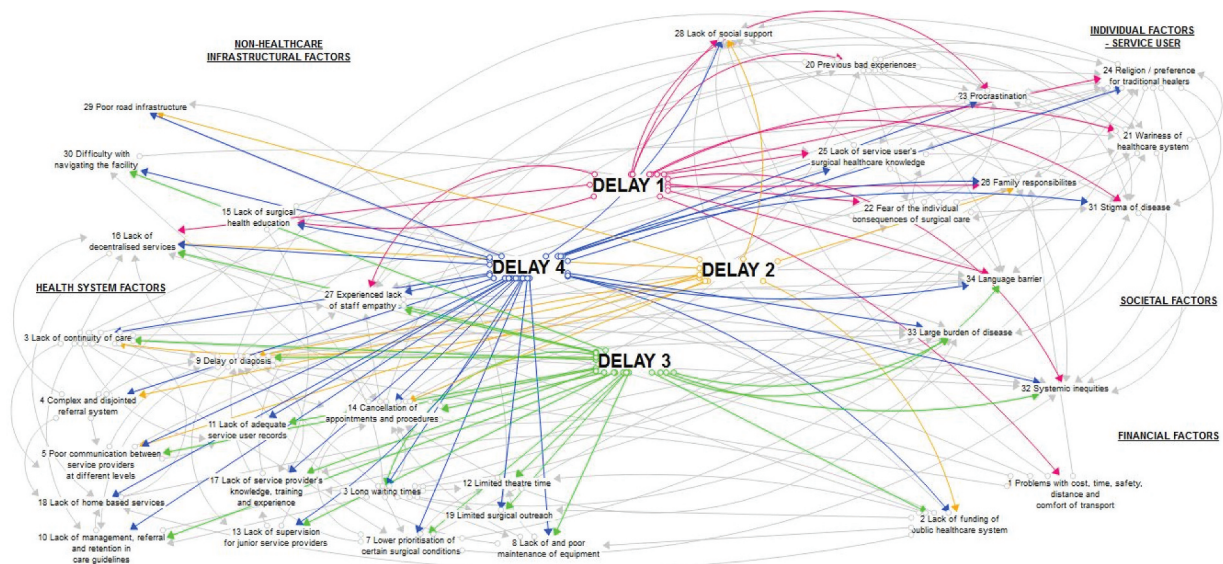 NON-HEALTHCARE
INFRASTRUCTURAL FACTORS
28 Lack of social support
INDIVIDUAL FACTORS
- SERVICE USER
20 Previous bad experiences
24 Religion / preference
for traditional healers
29 Poor road infrastructure
23 Procrastination
21 Wariness of
healthcare system
30 Difficulty with
navigating the facility
25 Lack of service user's
surgical healthcare knowledge
DELAY 1
26 Family responsibilites
22 Fear of the individual
consequences of surgical care
31 Stigma of disease
15 Lack of surgical
health education
16 Lack of
decentralised services
DELAY 4
DELAY 2
34 Language barrier
HEALTH SYSTEM FACTORS
27 Experienced lack
of staff empathy
SOCIETAL FACTORS
3 Lack of continuity of care
33 Large burden of disease
9 Delay of diaposis
DELAY 3
32 Systemic inequities
4 Complex and disjointed
referral system
14 Cancellation of
appointments and procedures
11 Lack of adequate
service user records
FINANCIAL FACTORS
5 Poor communication between
service providers
at different levels
17 Lack of service provider's
knowledge, training
and experience
3 Long waiting times
12 Limited theatre time
1 Problems with cost, time, safety,
distance and
comfort of transport
18 Lack of home based services
19 Limited surgical outreach
2 Lack of funding of
public healthcare system
10 Lack of management, referral
and retention in
care guidelines
13 Lack of supervision
for junior service providers
7 Lower prioritisation of
certain surgical conditions
8 Lack of and poor
maintenance of equipment